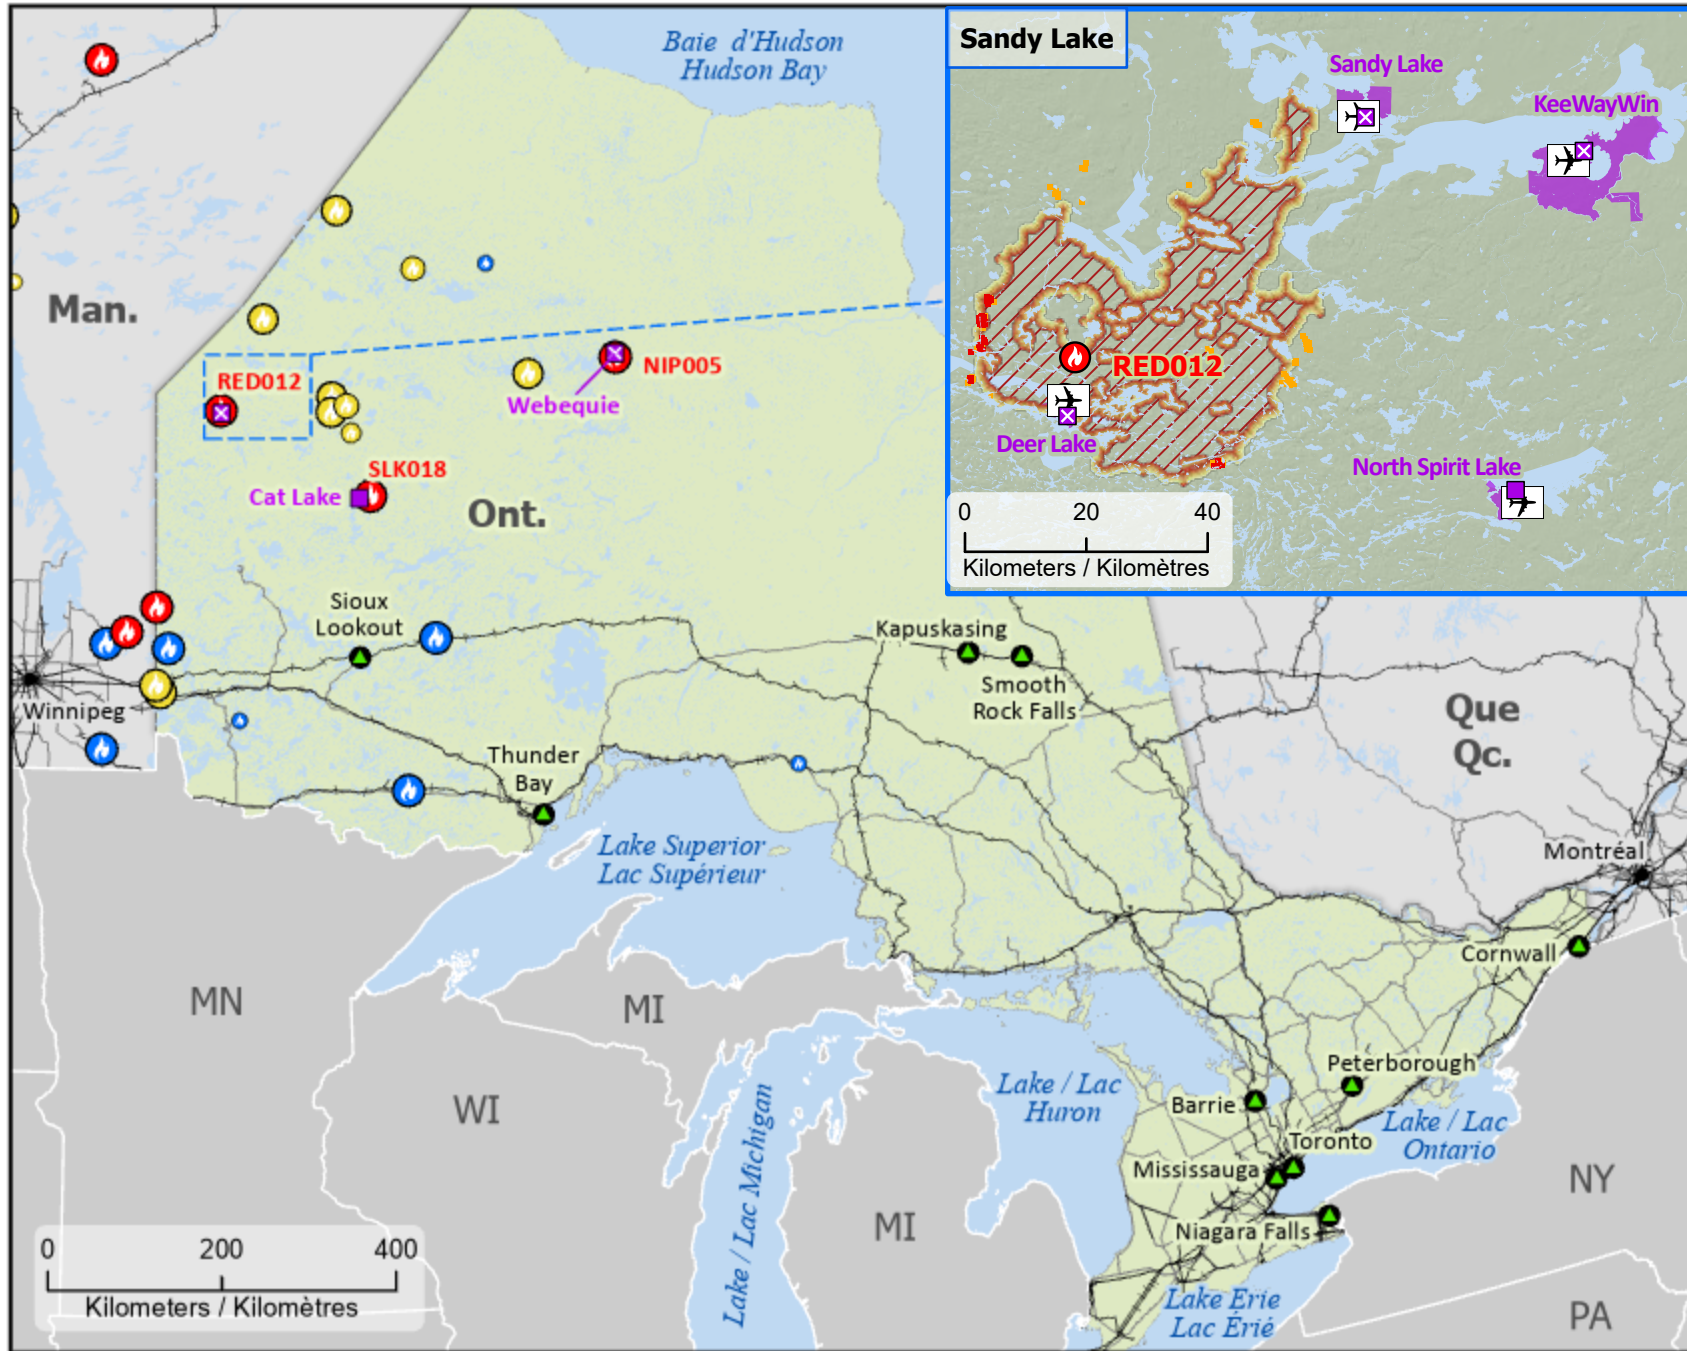 Baie d'Hudson
Hudson Bay
Sandy Lake
Sandy Lake
KeeWayWin
RED012
Deer Lake
North Spirit Lake
0 20 40
Kilometers / Kilomètres
Man.
RED012
NIP005
Webequie
SLK018
Cat Lake
Ont.
Sioux
Lookout
Kapuskasing
Smooth
Rock Falls
Winnipeg
Thunder
Bay
Que
Qc.
Montréal
Lake Superior
Lac Supérieur
Cornwall
MN
MI
WI
Lake / Lac Michigan
Lake / Lac
Huron
Peterborough
Barrie
Lake / Lac
Ontario
Toronto
Mississauga
NY
MI
Niagara Falls
0 200 400
Kilometers / Kilomètres
Lake Erie
Lac Érié
PA